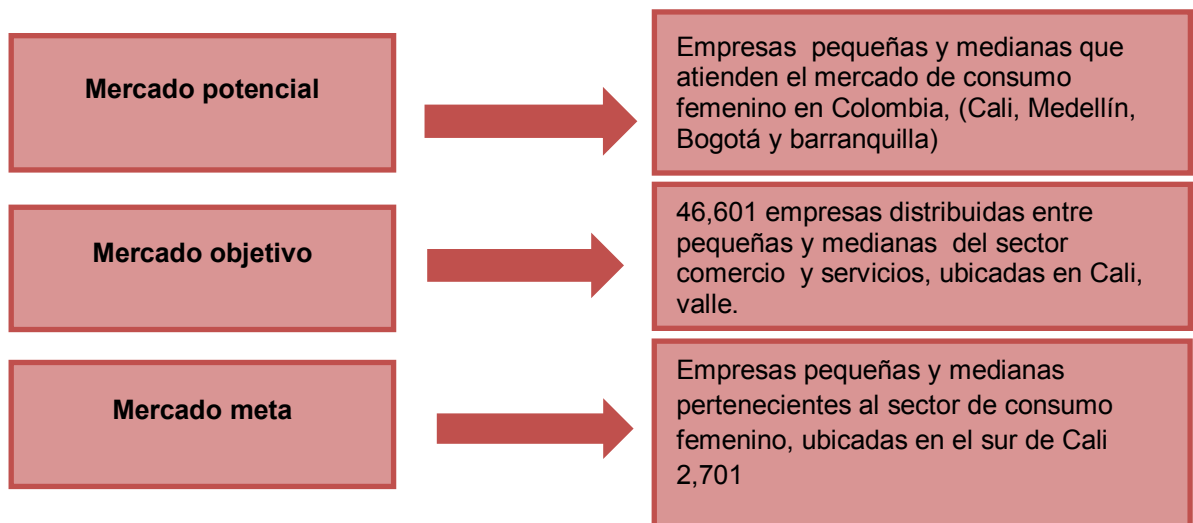 Mercado potencial
Empresas pequeñas y medianas que
atienden el mercado de consumo
femenino en Colombia, (Cali, Medellín,
Bogotá y barranquilla)
Mercado objetivo
46,601 empresas distribuidas entre
pequeñas y medianas del sector
comercio y servicios, ubicadas en Cali,
valle.
Mercado meta
Empresas pequeñas y medianas
pertenecientes al sector de consumo
femenino, ubicadas en el sur de Cali
2,701